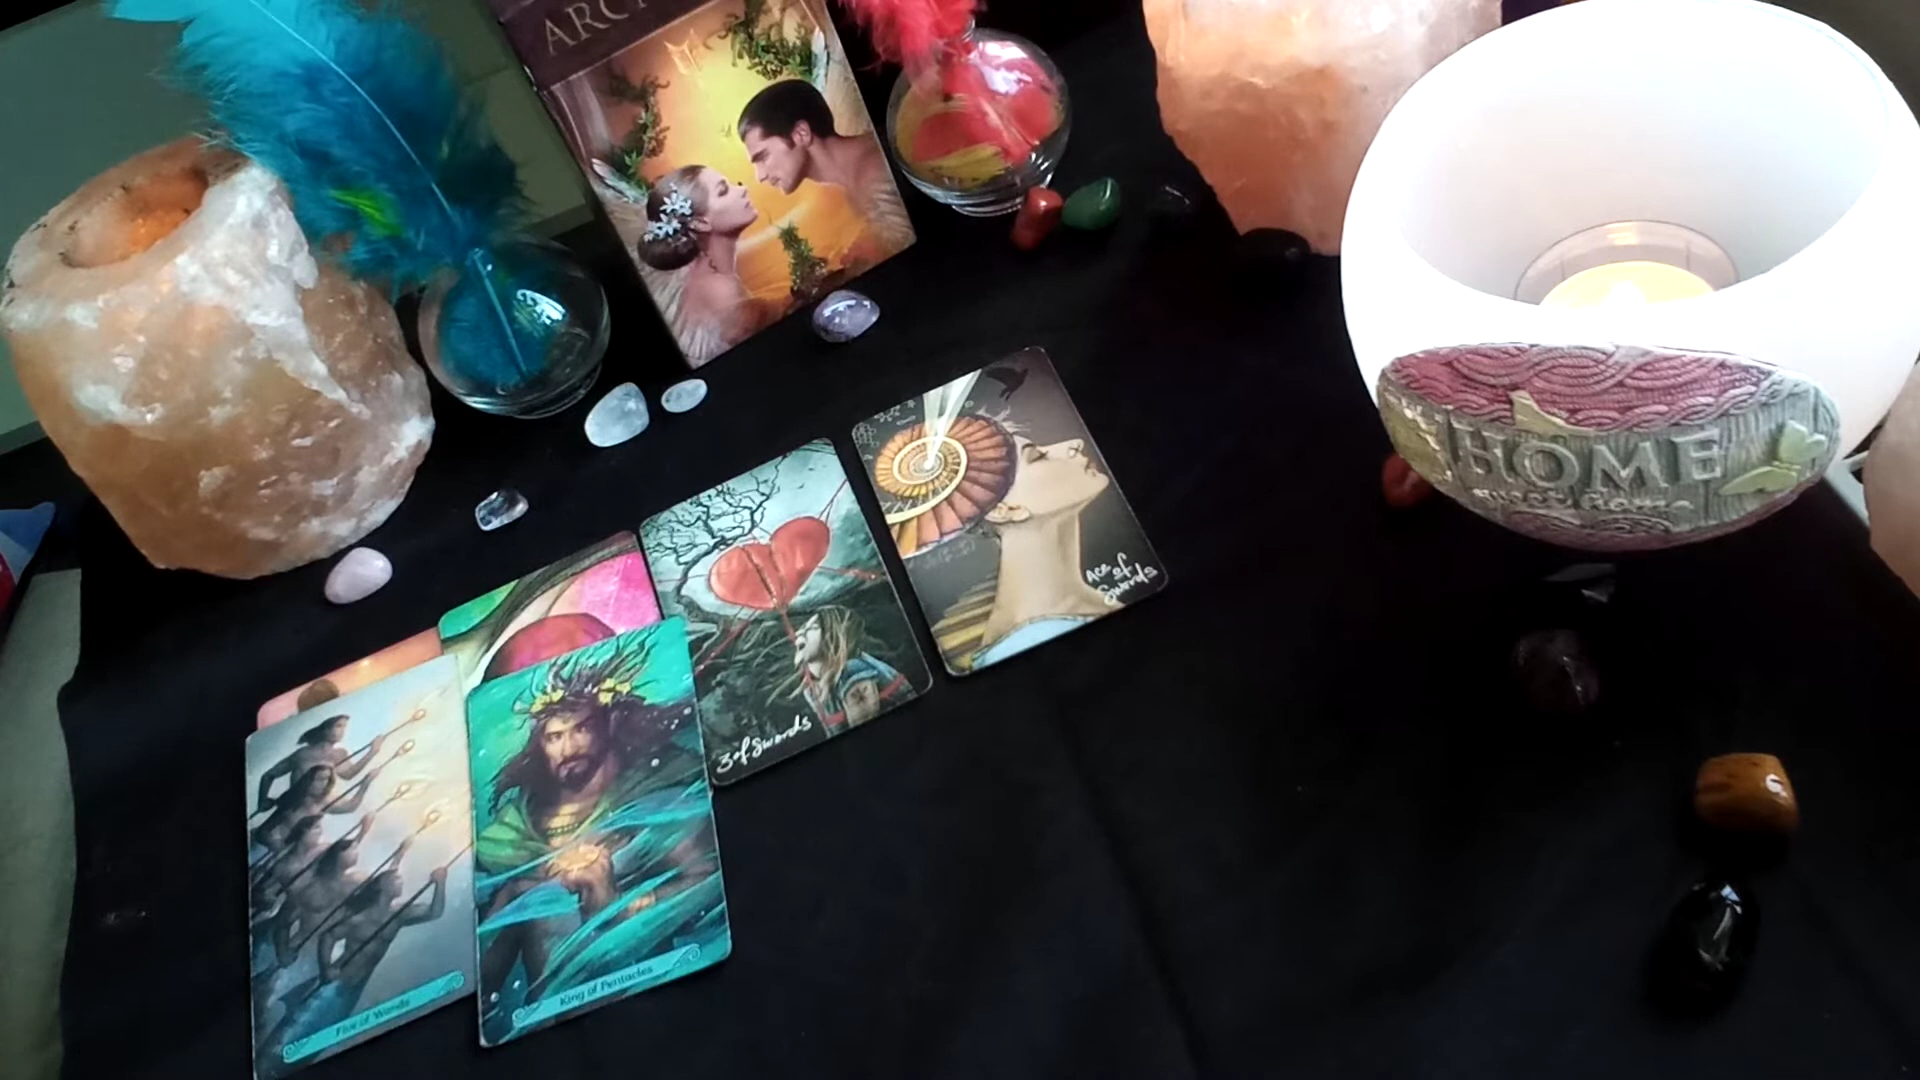 ARC
HOME
Ace
of
Swords
3 of Swords
King of Pentacles
Five of Wands